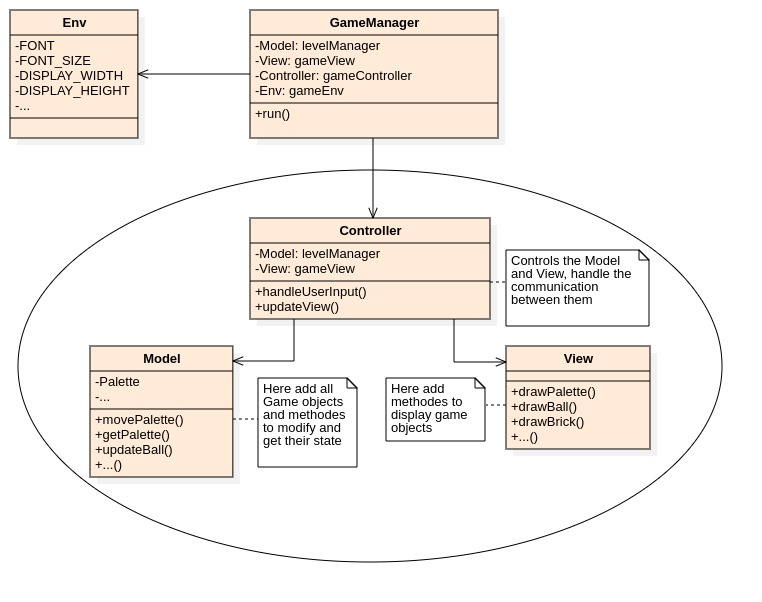 Env
-FONT
-FONT_SIZE
-DISPLAY_WIDTH
-DISPLAY_HEIGHT
-...
GameManager
-Model: levelManager
-View: gameView
-Controller: gameController
-Env: gameEnv
+run()
Controller
-Model: levelManager
-View: gameView
+handleUserInput()
+updateView()
Controls the Model
and View, handle the
communication
between them
Model
-Palette
-...
+movePalette()
+getPalette()
+updateBall()
+...()
Here add all
Game objects
and methodes
to modify and
get their state
Here add
methodes to
display game
objects
View
+drawPalette()
+drawBall()
+drawBrick()
+...()